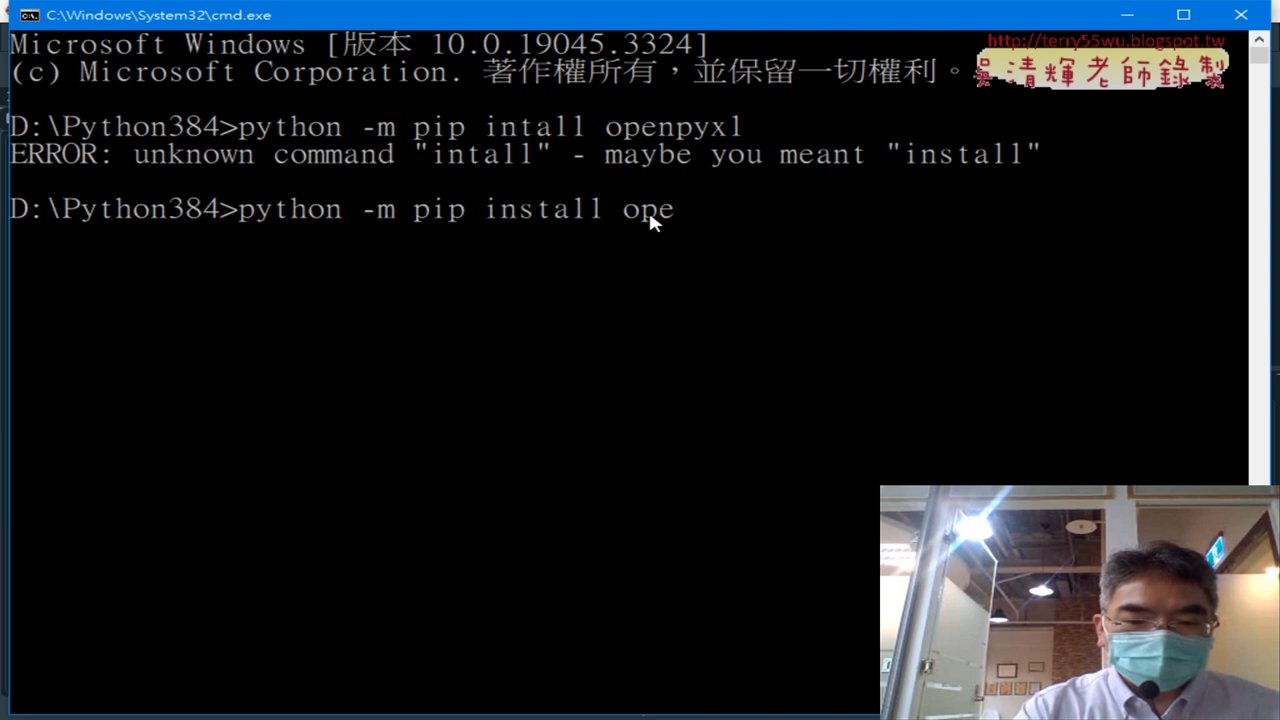 C:\Windows\System32\cmd.exe
Microsoft Windows [版本 10.0.19045.3324]
(c) Microsoft Corporation. 著作權所有，並保留一切權利。
http://terry55wu.blogspot.tw
吳清輝老師錄製
D:\Python384>python -m pip intall openpyxl
ERROR: unknown command "intall" - maybe you meant "install"
D:\Python384>python -m pip install ope